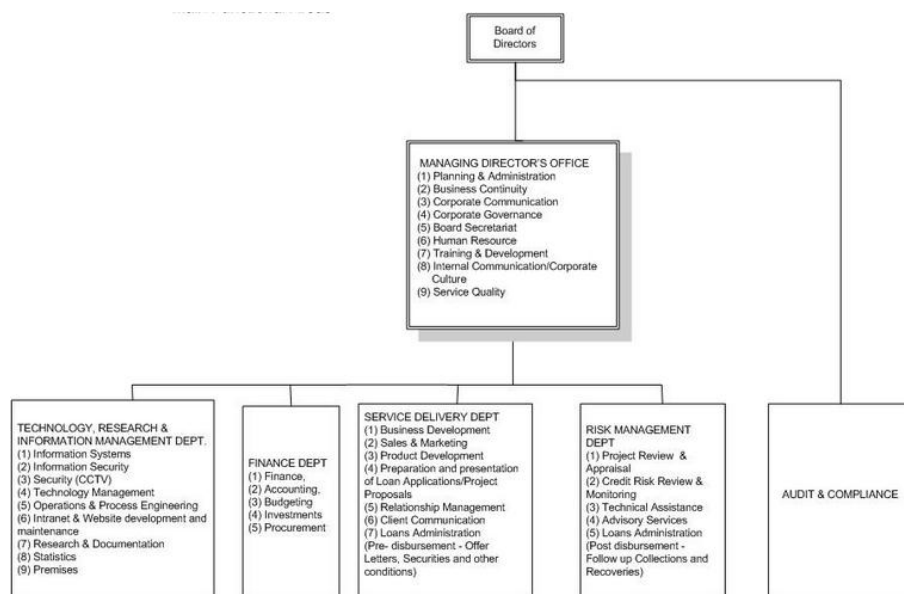 Board of
Directors
MANAGING DIRECTOR'S OFFICE
(1) Planning & Administration
(2) Business Continuity
(3) Corporate Communication
(4) Corporate Governance
(5) Board Secretariat
(6) Human Resource
(7) Training & Development
(8) Internal Communication/Corporate
Culture
(9) Service Quality
TECHNOLOGY, RESEARCH &
INFORMATION MANAGEMENT DEPT.
(1) Information Systems
(2) Information Security
(3) Security (CCTV)
(4) Technology Management
(5) Operations & Process Engineering
(6) Intranet & Website development and
maintenance
(7) Research & Documentation
(8) Statistics
(9) Premises
FINANCE DEPT
(1) Finance,
(2) Accounting,
(3) Budgeting
(4) Investments
(5) Procurement
SERVICE DELIVERY DEPT
(1) Business Development
(2) Sales & Marketing
(3) Product Development
(4) Preparation and presentation
of Loan Applications/Project
Proposals
(5) Relationship Management
(6) Client Communication
(7) Loans Administration
(Pre- disbursement - Offer
Letters, Securities and other
conditions)
RISK MANAGEMENT
DEPT
(1) Project Review &
Appraisal
(2) Credit Risk Review &
Monitoring
(3) Technical Assistance
(4) Advisory Services
(5) Loans Administration
(Post disbursement -
Follow up Collections and
Recoveries)
AUDIT & COMPLIANCE